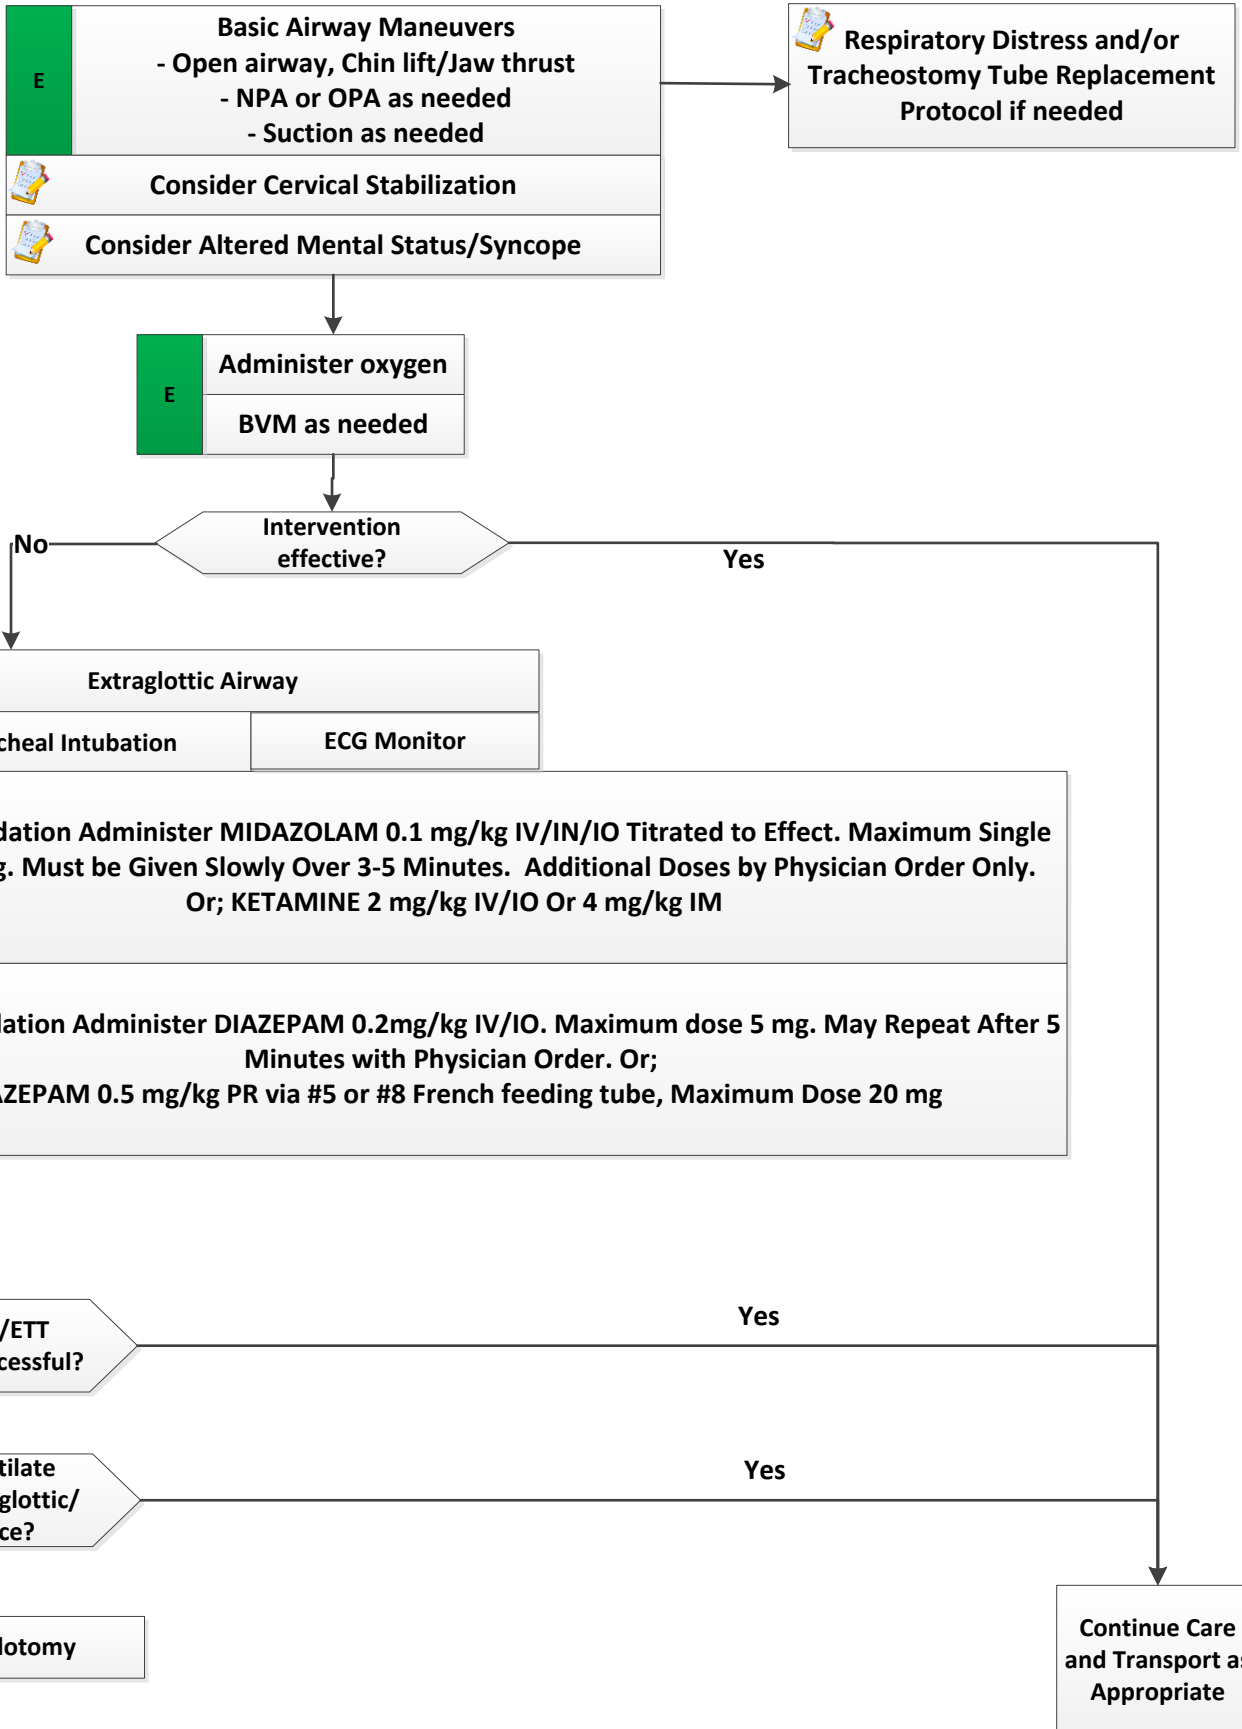 E
Basic Airway Maneuvers
- Open airway, Chin lift/Jaw thrust
- NPA or OPA as needed
- Suction as needed
Respiratory Distress and/or
Tracheostomy Tube Replacement
Protocol if needed
Consider Cervical Stabilization
Consider Altered Mental Status/Syncope
E
Administer oxygen
BVM as needed
Intervention
effective?
No
Yes
Extraglottic Airway
cheal Intubation
ECG Monitor
dation Administer MIDAZOLAM 0.1 mg/kg IV/IN/IO Titrated to Effect. Maximum Single
g. Must be Given Slowly Over 3-5 Minutes.  Additional Doses by Physician Order Only.
Or; KETAMINE 2 mg/kg IV/IO Or 4 mg/kg IM
lation Administer DIAZEPAM 0.2mg/kg IV/IO. Maximum dose 5 mg. May Repeat After 5
Minutes with Physician Order. Or;
AZEPAM 0.5 mg/kg PR via #5 or #8 French feeding tube, Maximum Dose 20 mg
/ETT
cessful?
Yes
tilate
glottic/
ce?
Yes
lotomy
Continue Care
and Transport as
Appropriate